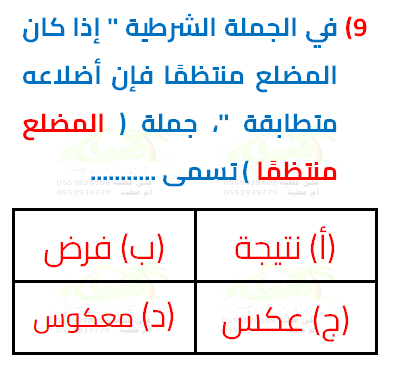 9) في الجملة الشرطية " إذا كان
المضلع منتظمًا فإن أضلاعه
متطابقة "، جملة ( المضلع
منتظمًا ) تسمى ...........
(أ) نتيجة (ب) فرض
(ج) عكس (د) معكوس